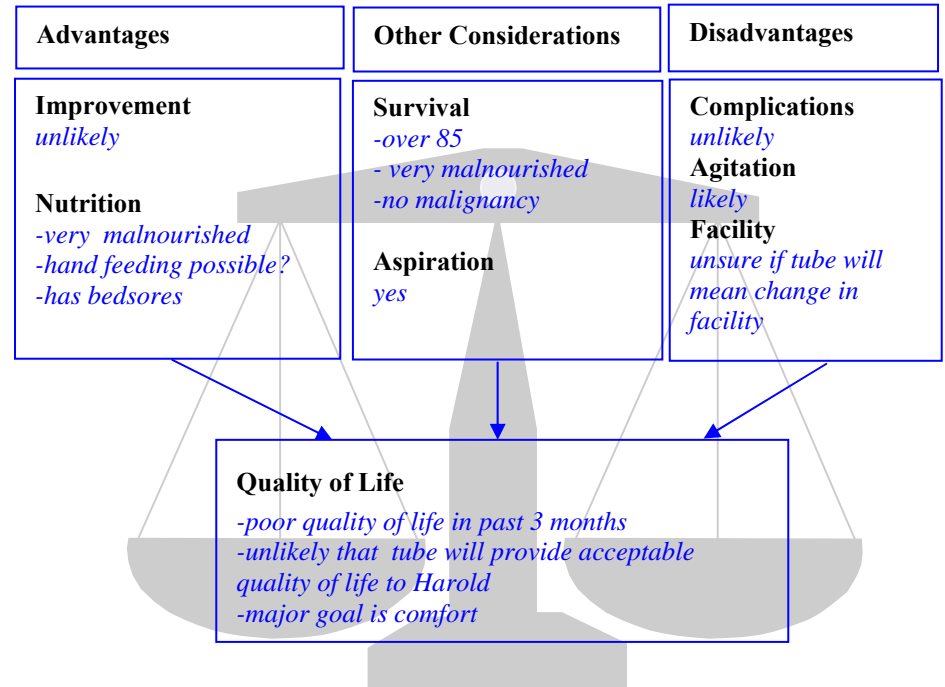 Advantages
Improvement
unlikely
Nutrition
-very malnourished
-hand feeding possible?
-has bedsores
Other Considerations
Survival
-over 85
- very malnourished
-no malignancy
Aspiration
yes
Disadvantages
Complications
unlikely
Agitation
likely
Facility
unsure if tube will
mean change in
facility
Quality of Life
-poor quality of life in past 3 months
-unlikely that tube will provide acceptable
quality of life to Harold
-major goal is comfort